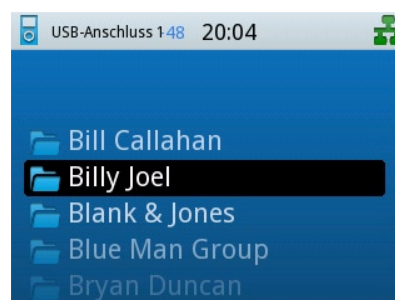 USB-Anschluss 1 -48 20:04
Bill Callahan
Billy Joel
Blank & Jones
Blue Man Group
Bryan Duncan